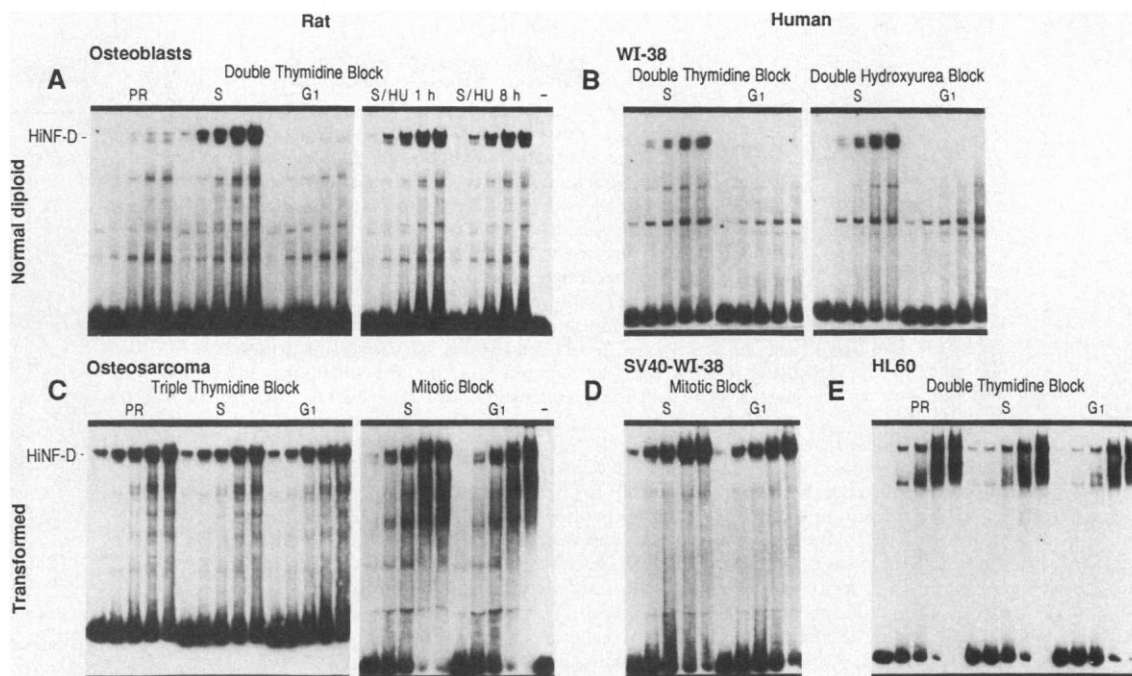 Rat
Human
Osteoblasts
WI-38
A
Double Thymidine Block
B
Double Thymidine Block
Double Hydroxyurea Block
PR
S
G1
S/HU 1 h
S/HU 8 h
–
S
G1
S
G1
HiNF-D -
Normal diploid
Osteosarcoma
SV40-WI-38
HL60
C
Triple Thymidine Block
Mitotic Block
D
Mitotic Block
E
Double Thymidine Block
PR
S
G1
S
G1
–
S
G1
PR
S
G1
HiNF-D -
Transformed